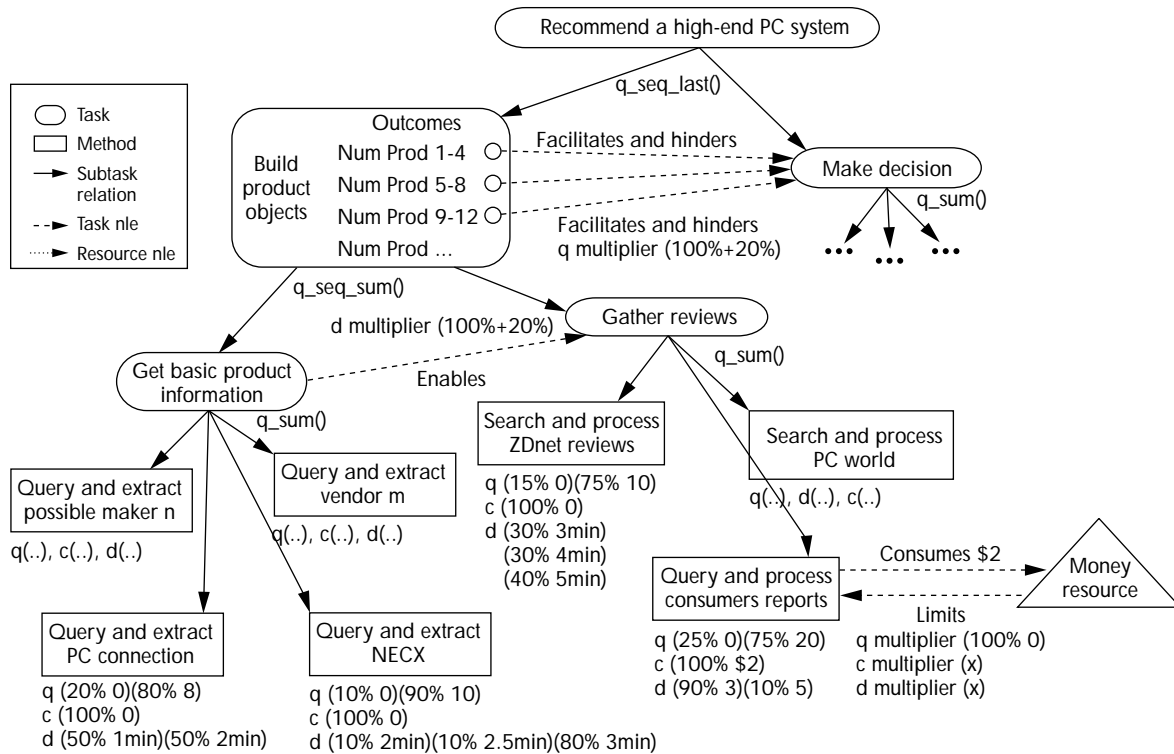 Recommend a high-end PC system
q_seq_last()
Task
Method
Subtask
relation
Task nle
Resource nle
Build
product
objects
Outcomes
Num Prod 1-4
Num Prod 5-8
Num Prod 9-12
Num Prod ...
Facilitates and hinders
Make decision
q_sum()
Facilitates and hinders
q multiplier (100%+20%)
... ... ...
q_seq_sum()
d multiplier (100%+20%)
Gather reviews
q_sum()
Get basic product
information
Enables
q_sum()
Query and extract
possible maker n
q(..), c(..), d(..)
Query and extract
vendor m
q(..), c(..), d(..)
Search and process
ZDnet reviews
q (15% 0)(75% 10)
c (100% 0)
d (30% 3min)
(30% 4min)
(40% 5min)
Search and process
PC world
q(..), d(..), c(..)
Query and extract
PC connection
q (20% 0)(80% 8)
c (100% 0)
d (50% 1min)(50% 2min)
Query and extract
NECX
q (10% 0)(90% 10)
c (100% 0)
d (10% 2min)(10% 2.5min)(80% 3min)
Query and process
consumers reports
q (25% 0)(75% 20)
c (100% $2)
d (90% 3)(10% 5)
Consumes $2
Money
resource
Limits
q multiplier (100% 0)
c multiplier (x)
d multiplier (x)